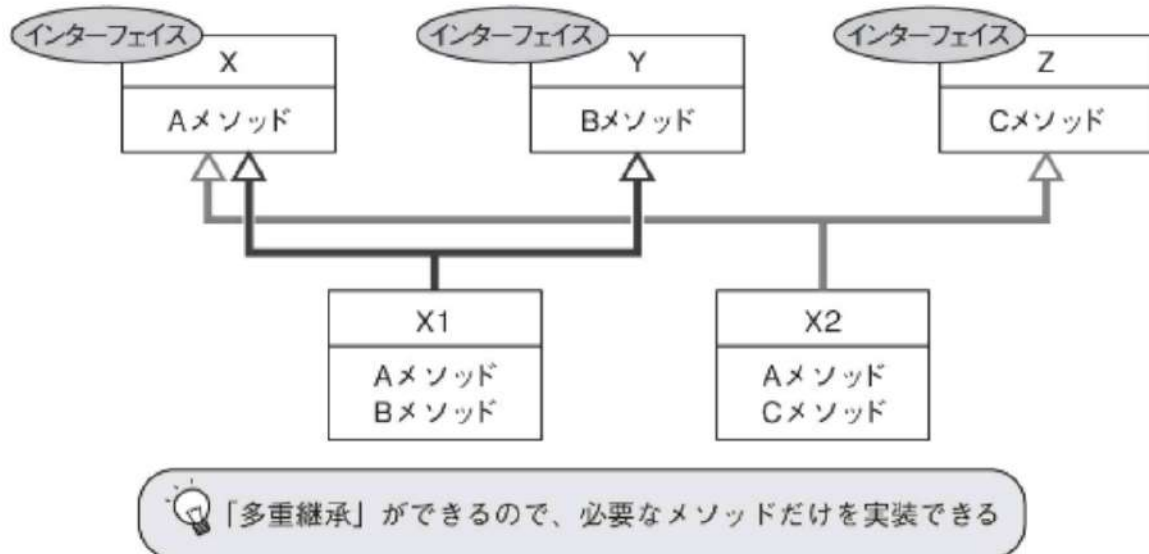 インターフェイス
X
Aメソッド
インターフェイス
Y
Bメソッド
インターフェイス
Z
Cメソッド
X1
Aメソッド
Bメソッド
X2
Aメソッド
Cメソッド
「多重継承」ができるので、必要なメソッドだけを実装できる